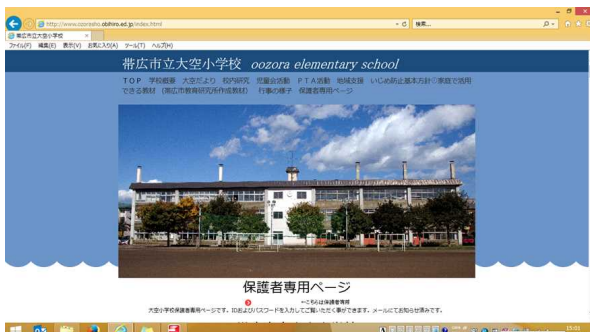 http://www.oozorasho.obihiro.ed.jp/index.html
検索...
帯広市立大空小学校
ファイル(F) 編集(E) 表示(V) お気に入り(A) ツール(T) ヘルプ(H)
帯広市立大空小学校 oozora elementary school
TOP 学校概要 大空だより 校内研究 児童会活動 PTA活動 地域支援 いじめ防止基本方針 家庭で活用
できる教材 (帯広市教育研究所作成教材) 行事の様子 保護者専用ページ
保護者専用ページ
←こちらは保護者専用
大空小学校保護者専用ページです。IDおよびパスワードを入力してご覧いただく事ができます。メールにてお知らせ済みです。
15:03